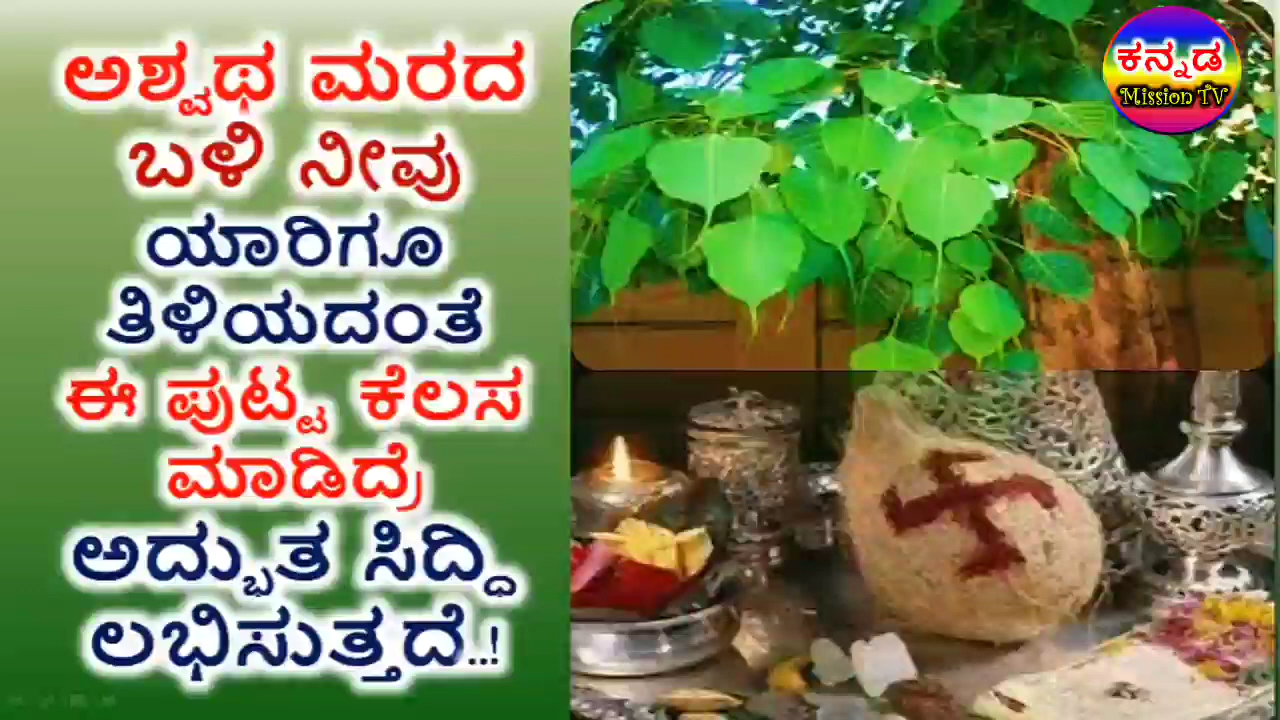 ಅಶ್ವಥ ಮರದ
ಬಳಿ ನೀವು
ಯಾರಿಗೂ
ತಿಳಿಯದಂತೆ
ಈ ಪುಟ್ಟ ಕೆಲಸ
ಮಾಡಿದ್ರೆ
ಅದ್ಭುತ ಸಿದ್ದಿ
ಲಭಿಸುತ್ತದೆ..!
ಕನ್ನಡ
Mission TV